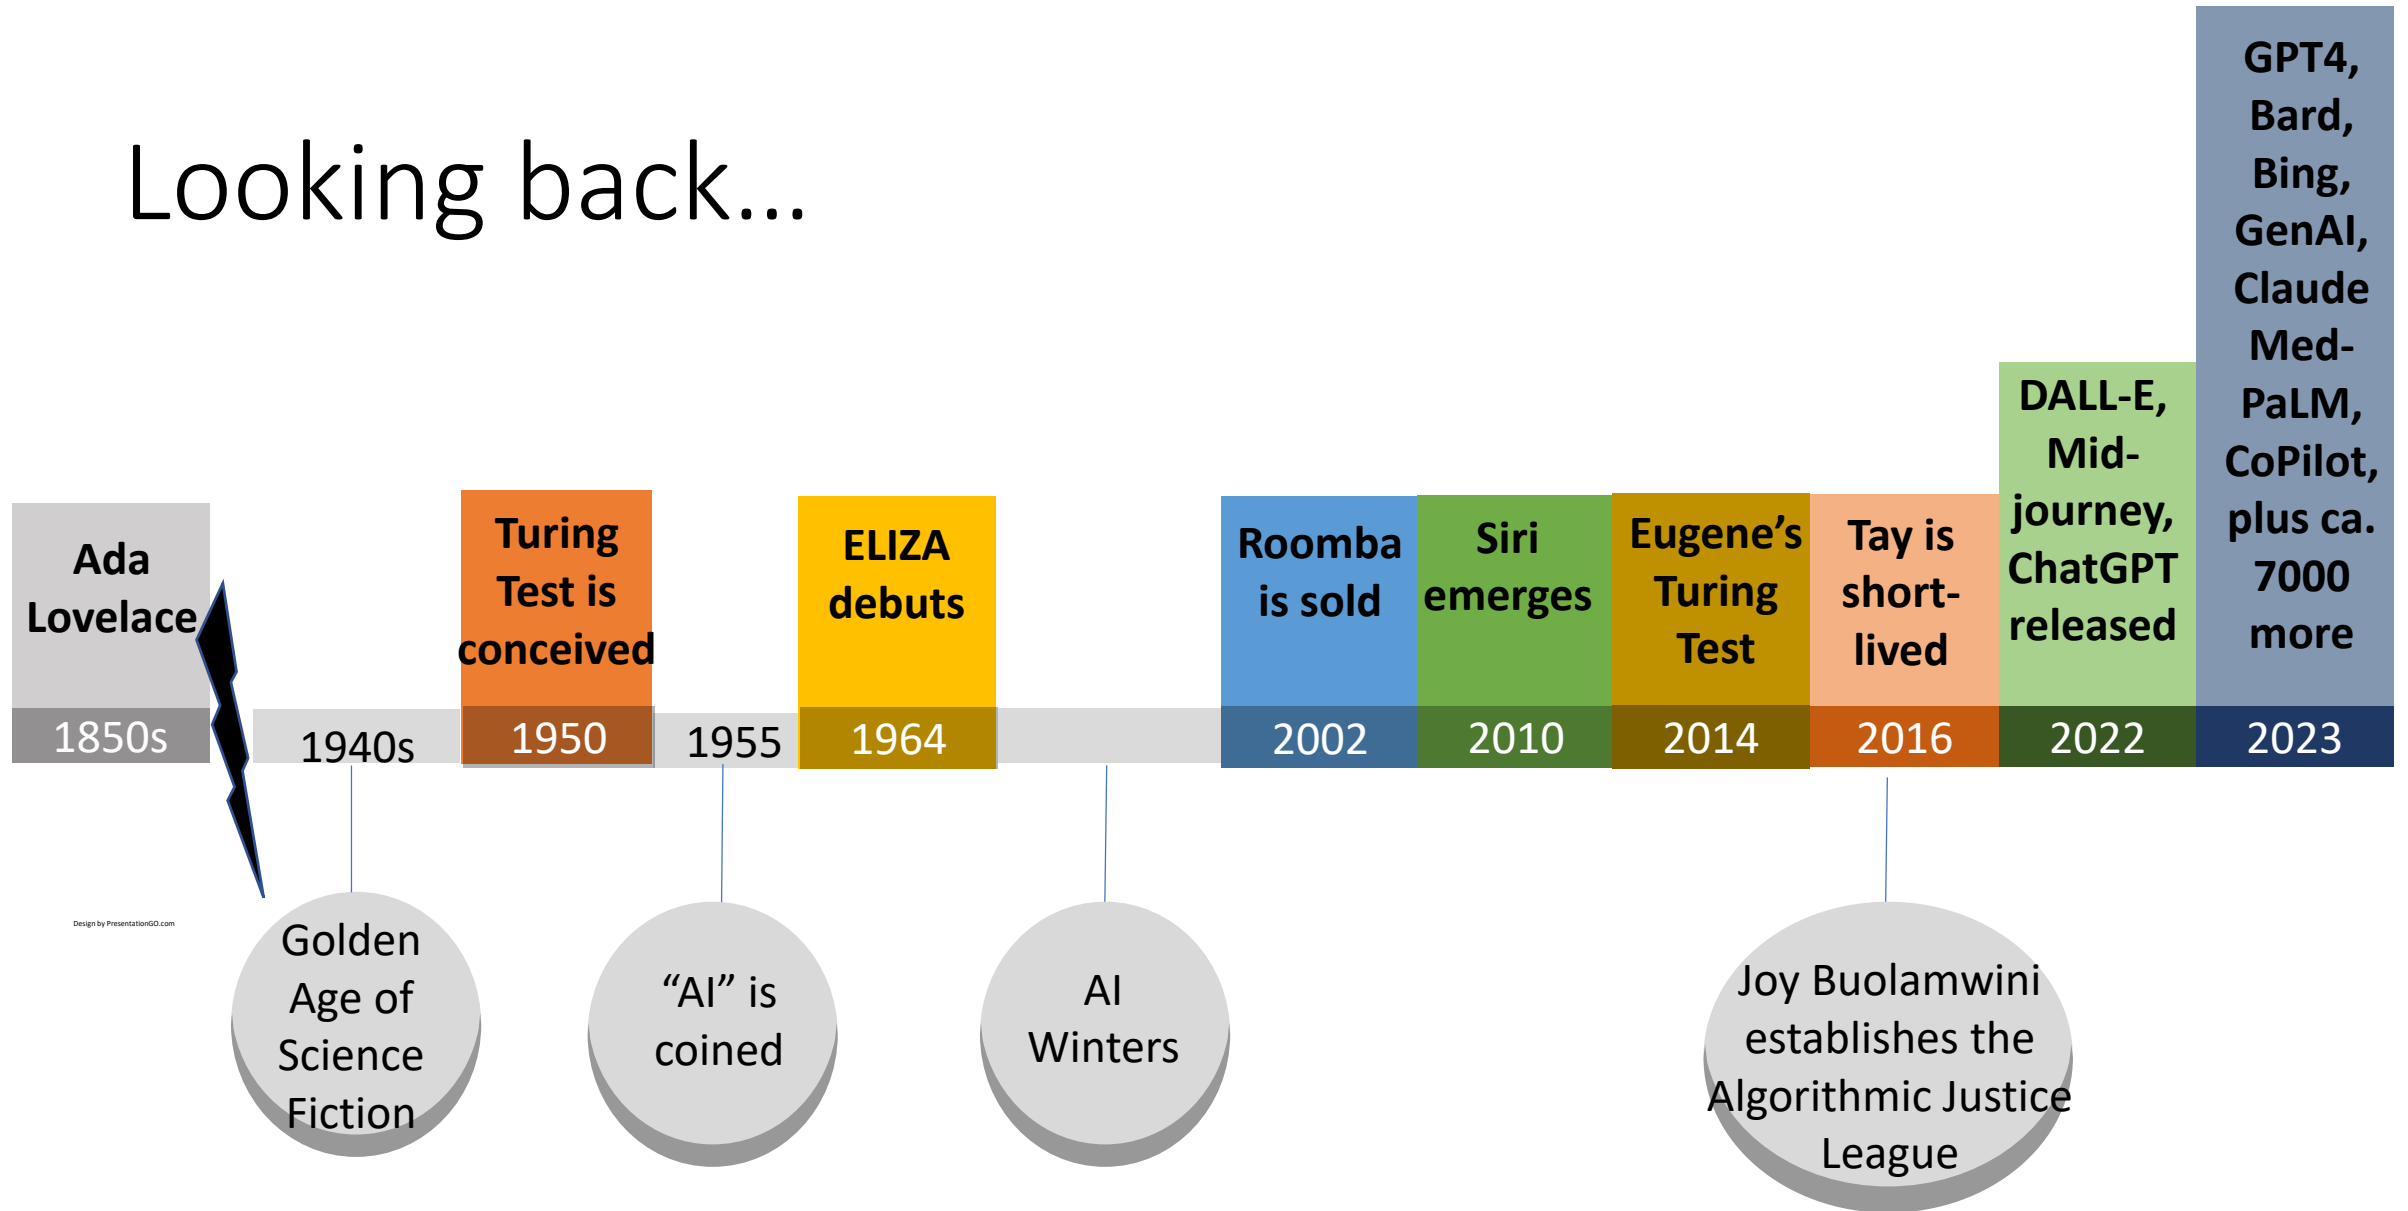 Looking back...
Ada
Lovelace
1850s
1940s
Golden
Age of
Science
Fiction
Turing
Test is
conceived
1950
1955
“AI” is
coined
ELIZA
debuts
1964
AI
Winters
Roomba
is sold
2002
Siri
emerges
2010
Eugene’s
Turing
Test
2014
Tay is
short-
lived
2016
Joy Buolamwini
establishes the
Algorithmic Justice
League
DALL-E,
Mid-
journey,
ChatGPT
released
2022
GPT4,
Bard,
Bing,
GenAI,
Claude
Med-
PaLM,
CoPilot,
plus ca.
7000
more
2023
Design by PresentationGO.com